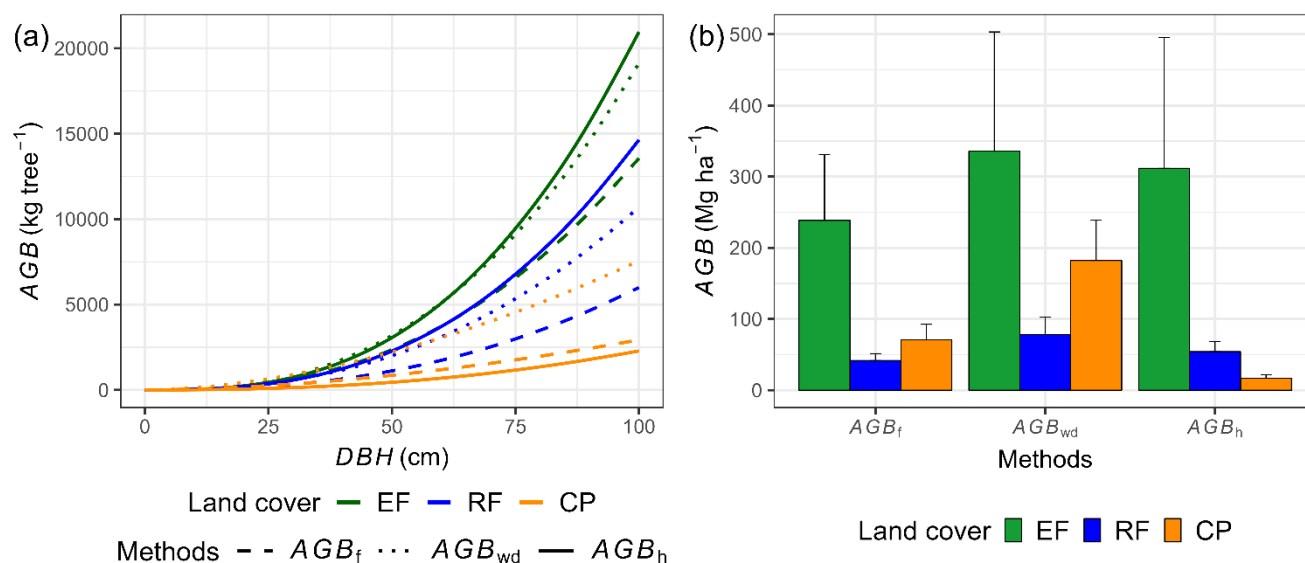 (a)
AGB (kg tree⁻¹)
20000
15000
10000
5000
0
0 25 50 75 100
DBH (cm)
Land cover EF RF CP
Methods AGBf AGBwd AGBh
(b)
AGB (Mg ha⁻¹)
500
400
300
200
100
0
AGBf AGBwd AGBh
Methods
Land cover EF RF CP